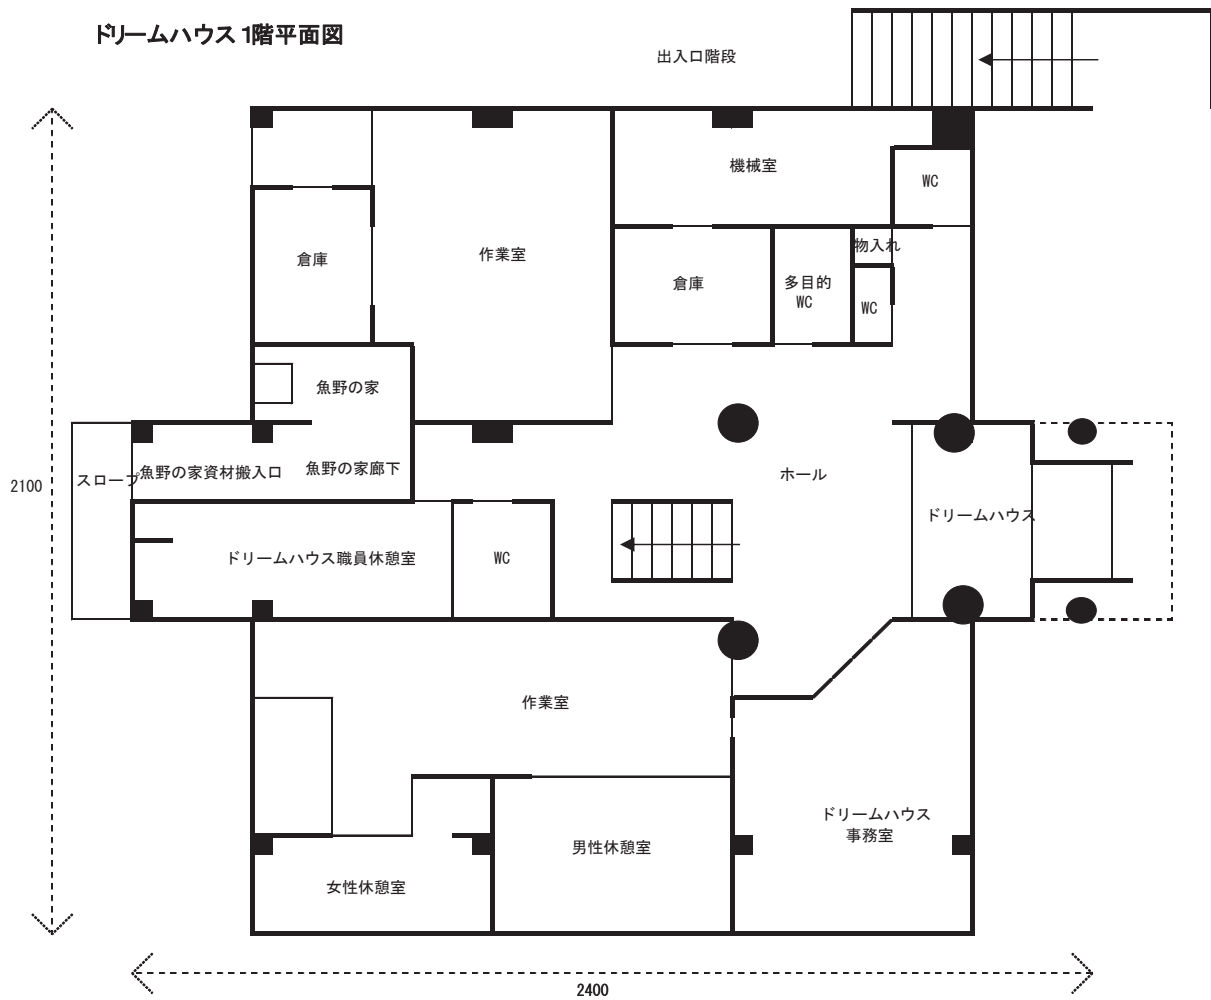 ドリームハウス 1階平面図
出入口階段
機械室
WC
物入れ
倉庫
作業室
倉庫
多目的
WC
WC
魚野の家
スロープ
魚野の家資材搬入口
魚野の家廊下
ホール
2100
ドリームハウス
ドリームハウス職員休憩室
WC
作業室
ドリームハウス
事務室
男性休憩室
女性休憩室
2400